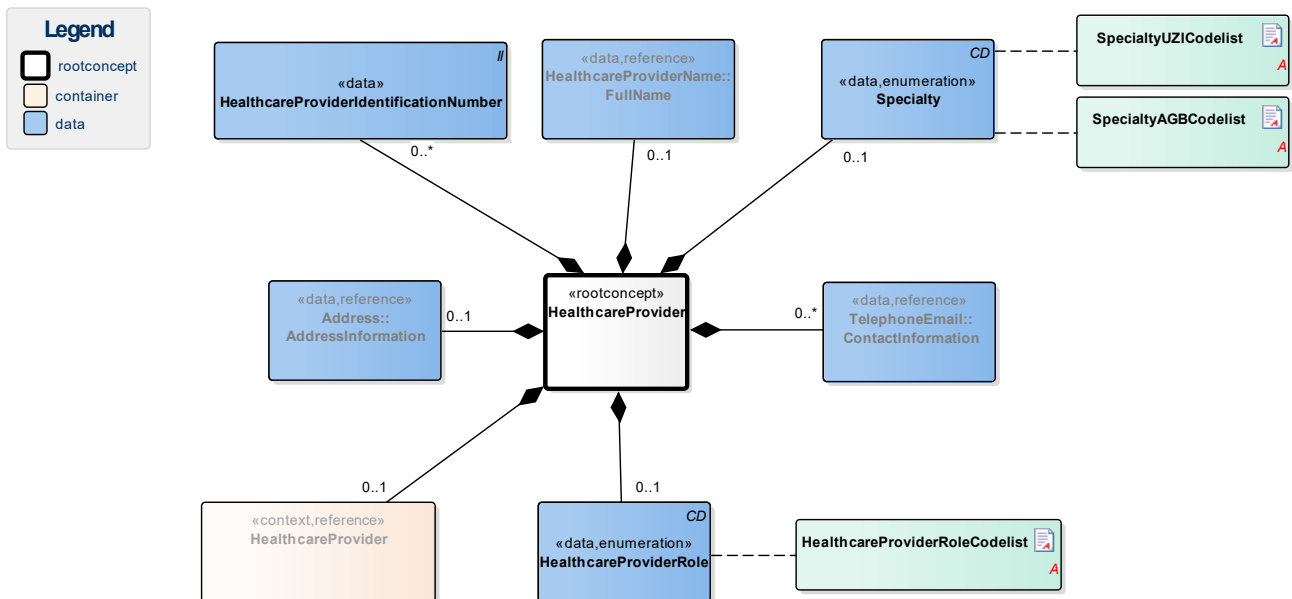 Legend
rootconcept
container
data
II
«data»
HealthcareProviderIdentificationNumber
0..*
«data,reference»
HealthcareProviderName::
FullName
0..1
CD
«data,enumeration»
Specialty
0..1
SpecialtyUZICodelist
A
SpecialtyAGBCodelist
A
«data,reference»
Address::
AddressInformation
0..1
«rootconcept»
HealthcareProvider
0..*
«data,reference»
TelephoneEmail::
ContactInformation
0..1
«context,reference»
HealthcareProvider
0..1
CD
«data,enumeration»
HealthcareProviderRole
HealthcareProviderRoleCodelist
A